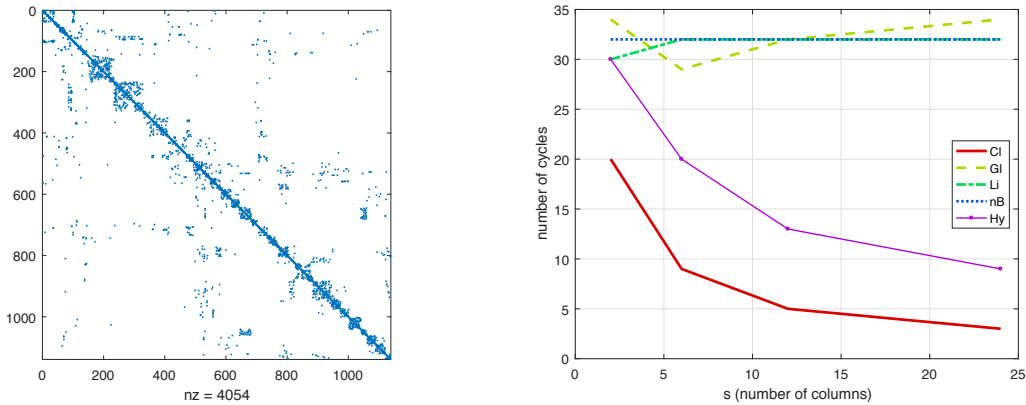 0
200
400
600
800
1000
0 200 400 600 800 1000
nz = 4054
number of cycles
35
30
25
20
15
10
5
0
0 5 10 15 20 25
s (number of columns)
Cl
Gl
Li
nB
Hy